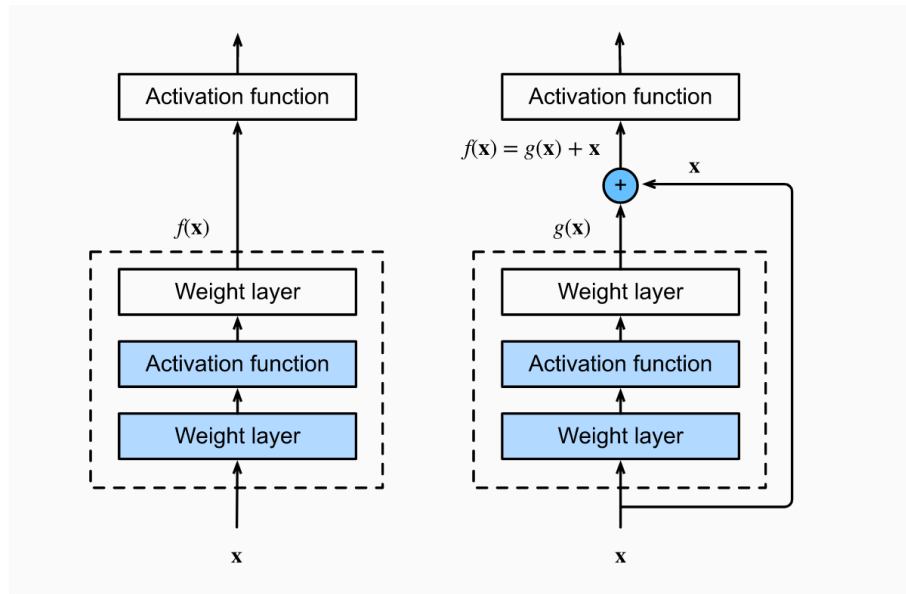 Activation function
f(x)
Weight layer
Activation function
Weight layer
x
Activation function
f(x) = g(x) + x
x
+
g(x)
Weight layer
Activation function
Weight layer
x